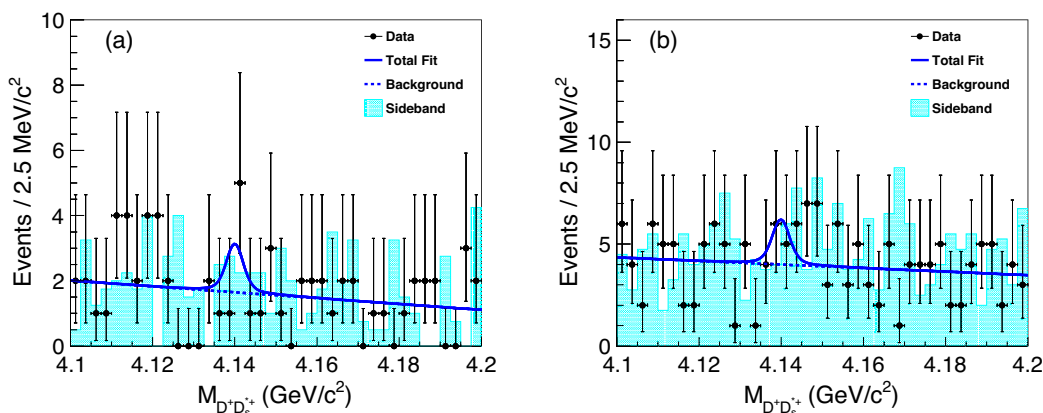 (a)
Data
Total Fit
Background
Sideband
Events / 2.5 MeV/c²
10
8
6
4
2
0
4.1 4.12 4.14 4.16 4.18 4.2
M_{D⁺D_s^{*+}} (GeV/c²)
(b)
Data
Total Fit
Background
Sideband
Events / 2.5 MeV/c²
15
10
5
0
4.1 4.12 4.14 4.16 4.18 4.2
M_{D⁺D_s^{*+}} (GeV/c²)